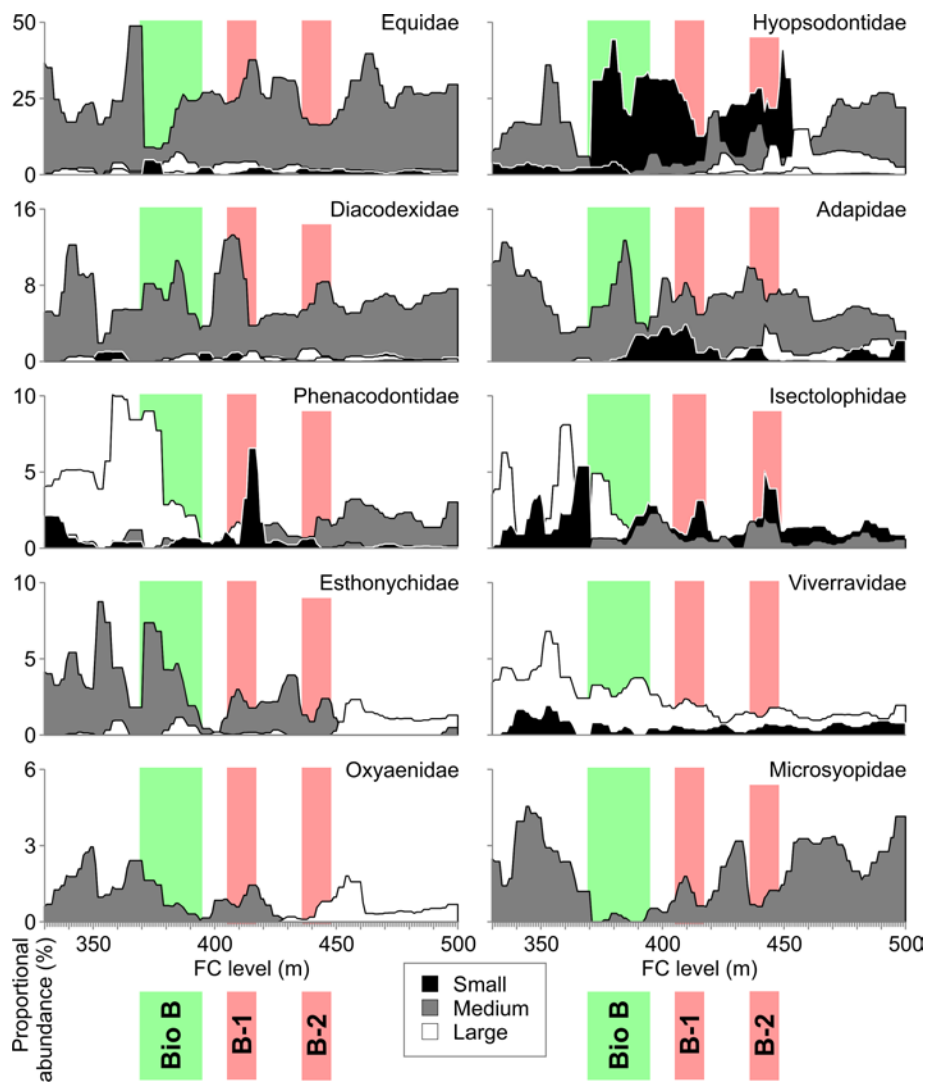 Equidae
Hyopsodontidae
50
25
0
Diacodexidae
Adapidae
16
8
0
Phenacodontidae
Isectolophidae
10
5
0
Esthonychidae
Viverravidae
10
5
0
Oxyaenidae
Microsyopidae
6
3
0
350 400 450 500
350 400 450 500
FC level (m)
FC level (m)
Proportional
abundance (%)
Small
Medium
Large
Bio B
B-1
B-2
Bio B
B-1
B-2